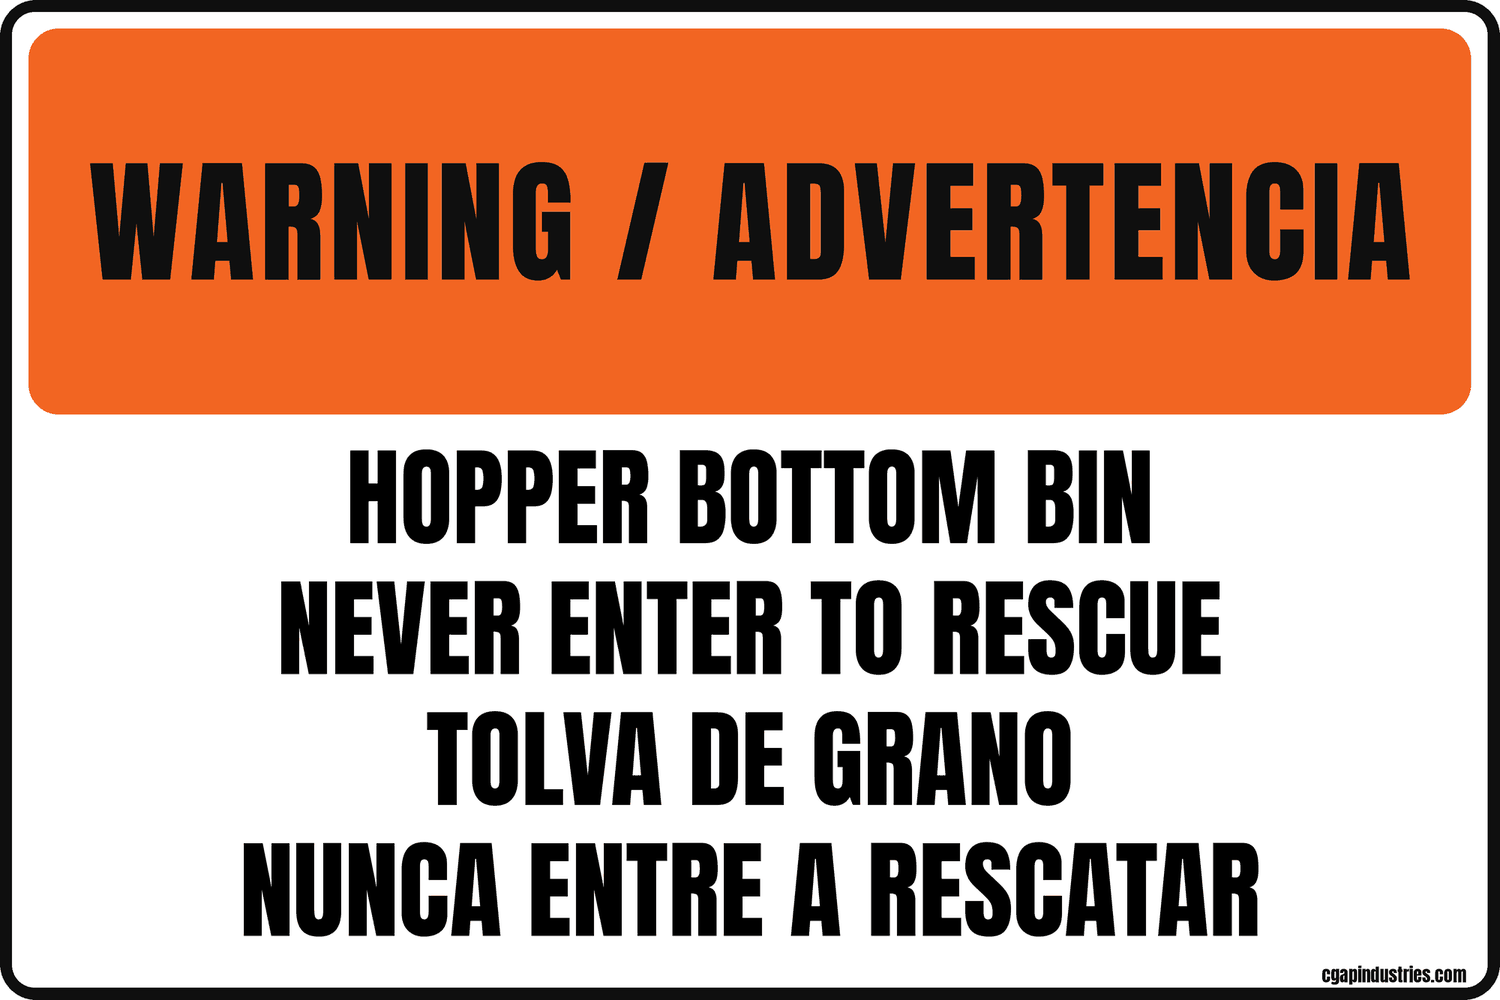 WARNING / ADVERTENCIA
HOPPER BOTTOM BIN
NEVER ENTER TO RESCUE
TOLVA DE GRANO
NUNCA ENTRE A RESCATAR
cgapindustries.com